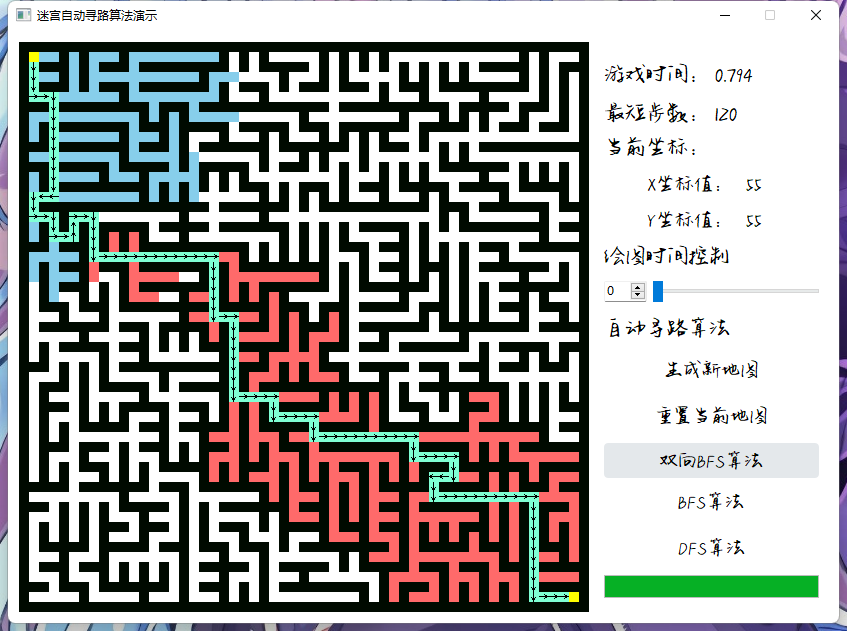 迷宫自动寻路算法演示
游戏时间: 0.794
最短步数: 120
当前坐标:
X坐标值: 55
Y坐标值: 55
绘图时间控制
0
自动寻路算法
生成新地图
重置当前地图
双向BFS算法
BFS算法
DFS算法